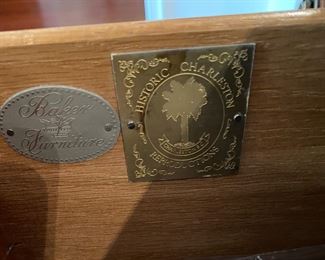 Baker
Furniture
HISTORIC CHARLESTON
REPRODUCTIONS